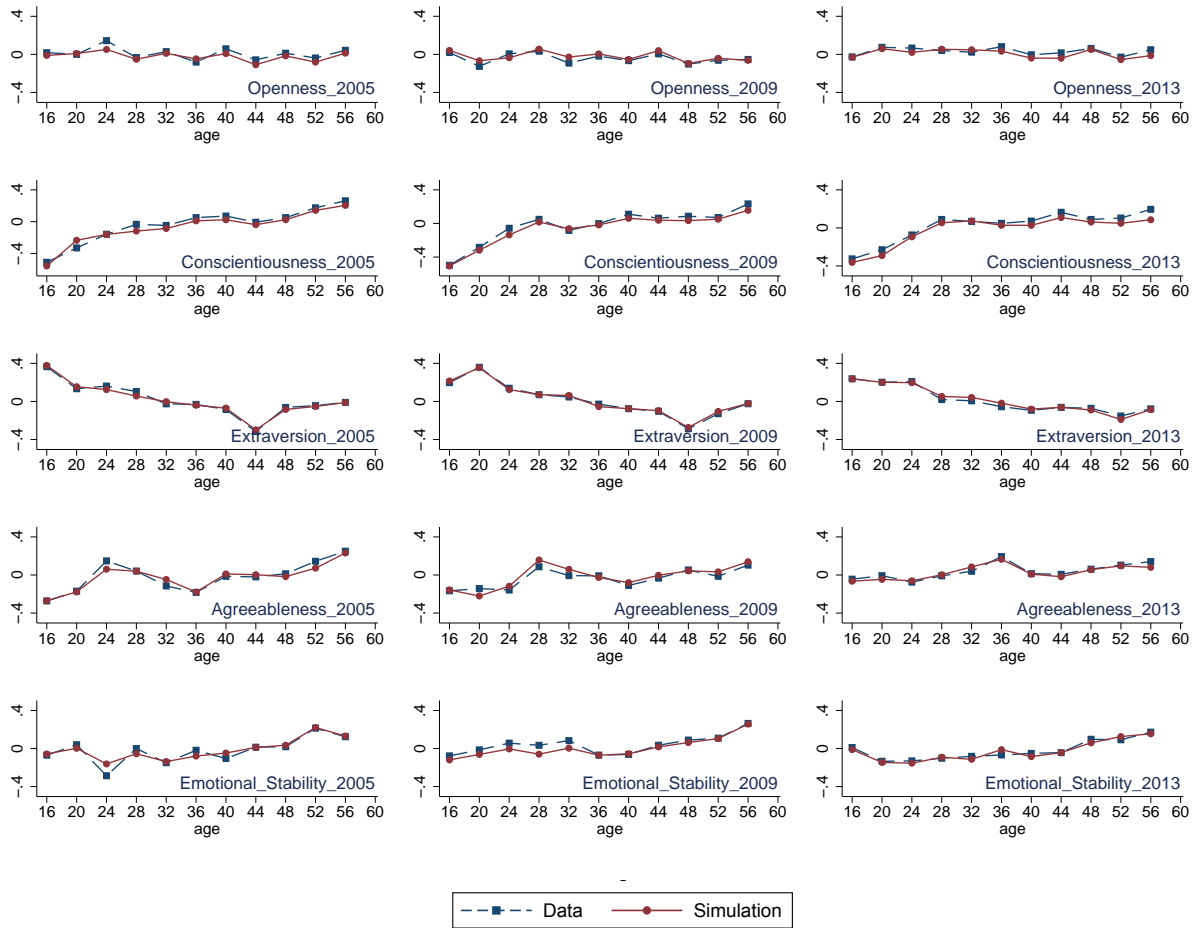 .4
0
-.4
Openness_2005
16 20 24 28 32 36 40 44 48 52 56 60
age
.4
0
-.4
Openness_2009
16 20 24 28 32 36 40 44 48 52 56 60
age
.4
0
-.4
Openness_2013
16 20 24 28 32 36 40 44 48 52 56 60
age
.4
0
-.4
Conscientiousness_2005
16 20 24 28 32 36 40 44 48 52 56 60
age
.4
0
-.4
Conscientiousness_2009
16 20 24 28 32 36 40 44 48 52 56 60
age
.4
0
-.4
Conscientiousness_2013
16 20 24 28 32 36 40 44 48 52 56 60
age
.4
0
-.4
Extraversion_2005
16 20 24 28 32 36 40 44 48 52 56 60
age
.4
0
-.4
Extraversion_2009
16 20 24 28 32 36 40 44 48 52 56 60
age
.4
0
-.4
Extraversion_2013
16 20 24 28 32 36 40 44 48 52 56 60
age
.4
0
-.4
Agreeableness_2005
16 20 24 28 32 36 40 44 48 52 56 60
age
.4
0
-.4
Agreeableness_2009
16 20 24 28 32 36 40 44 48 52 56 60
age
.4
0
-.4
Agreeableness_2013
16 20 24 28 32 36 40 44 48 52 56 60
age
.4
0
-.4
Emotional_Stability_2005
16 20 24 28 32 36 40 44 48 52 56 60
age
.4
0
-.4
Emotional_Stability_2009
16 20 24 28 32 36 40 44 48 52 56 60
age
.4
0
-.4
Emotional_Stability_2013
16 20 24 28 32 36 40 44 48 52 56 60
age
Data Simulation